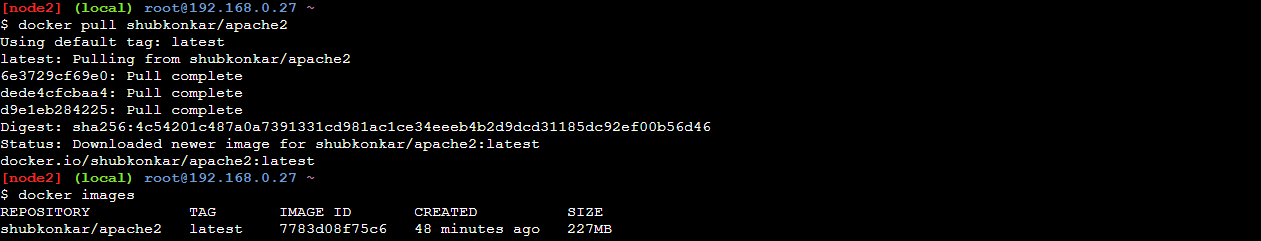 [node2] (local) root@192.168.0.27 ~
$ docker pull shubkonkar/apache2
Using default tag: latest
latest: Pulling from shubkonkar/apache2
6e3729cf69e0: Pull complete
dede4cfcbaa4: Pull complete
d9e1eb284225: Pull complete
Digest: sha256:4c54201c487a0a7391331cd981ac1ce34eeeb4b2d9dcd31185dc92ef00b56d46
Status: Downloaded newer image for shubkonkar/apache2:latest
docker.io/shubkonkar/apache2:latest
[node2] (local) root@192.168.0.27 ~
$ docker images
REPOSITORY           TAG       IMAGE ID       CREATED          SIZE
shubkonkar/apache2   latest    7783d08f75c6   48 minutes ago   227MB